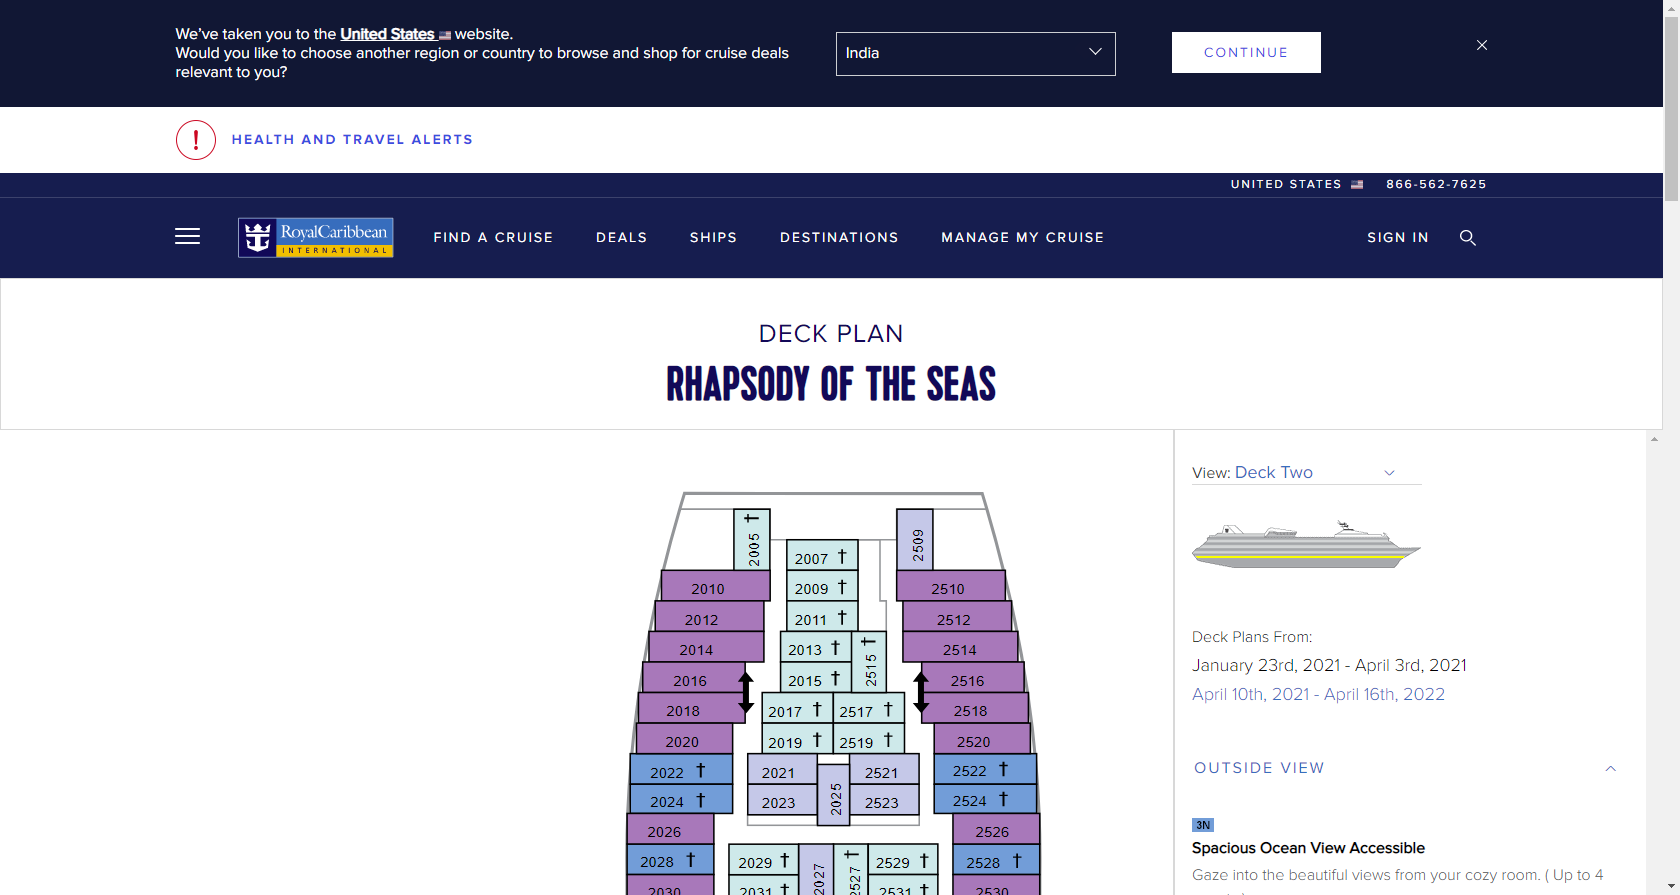 We've taken you to the United States website.
Would you like to choose another region or country to browse and shop for cruise deals
relevant to you?
India
CONTINUE
HEALTH AND TRAVEL ALERTS
UNITED STATES 866-562-7625
RoyalCaribbean
INTERNATIONAL
FIND A CRUISE DEALS SHIPS DESTINATIONS MANAGE MY CRUISE SIGN IN
DECK PLAN
RHAPSODY OF THE SEAS
View: Deck Two
2005 2509
2007 †
2010 2009 † 2510
2012 2011 † 2512
2014 2013 † 2515 † 2514
2016 2015 † 2516
2018 2017 † 2517 † 2518
2020 2019 † 2519 † 2520
2022 † 2021 2521 2522 †
2024 † 2023 2025 2523 2524 †
2026 2526
2028 † 2029 † 2027 2527 † 2529 † 2528 †
2030 2031 † 2531 † 2530
Deck Plans From:
January 23rd, 2021 - April 3rd, 2021
April 10th, 2021 - April 16th, 2022
OUTSIDE VIEW
3N
Spacious Ocean View Accessible
Gaze into the beautiful views from your cozy room. ( Up to 4